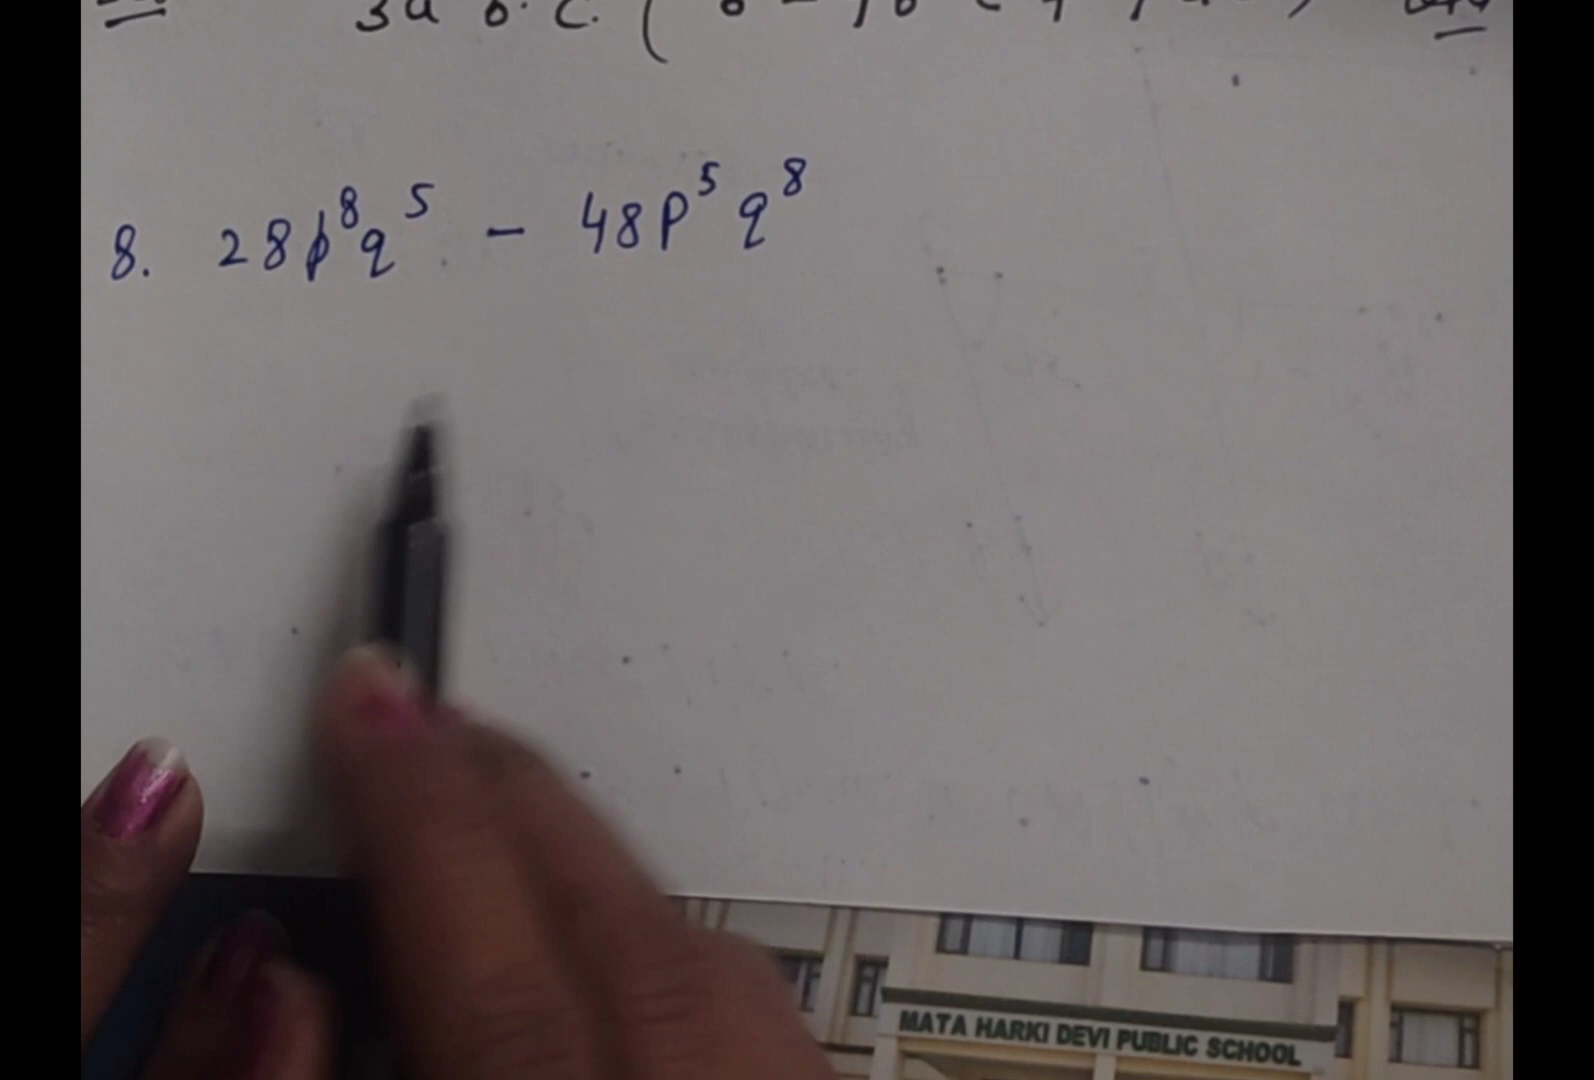 8. 28p⁸q⁵ - 48p⁵q⁸
MATA HARKI DEVI PUBLIC SCHOOL